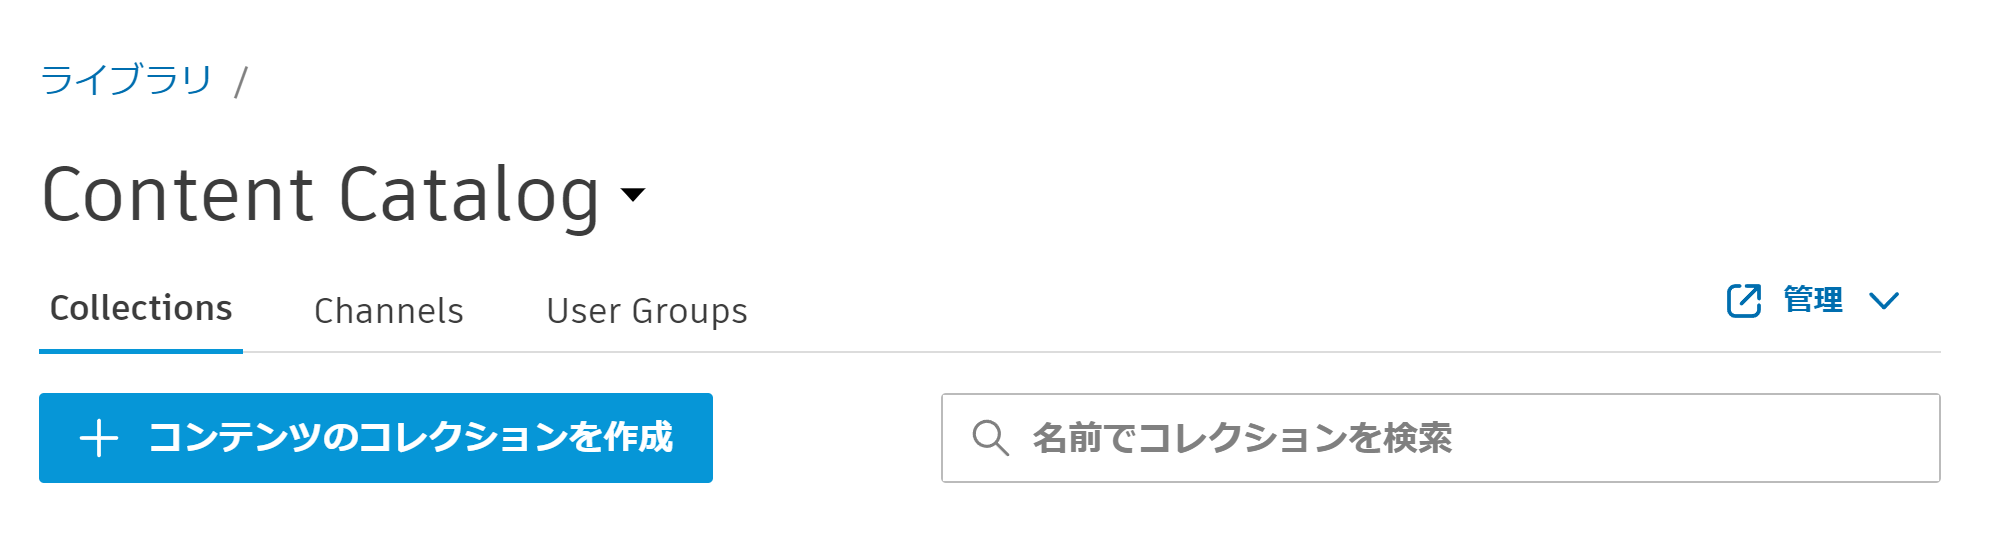 ライブラリ /
Content Catalog
Collections Channels User Groups 管理
コンテンツのコレクションを作成 名前でコレクションを検索